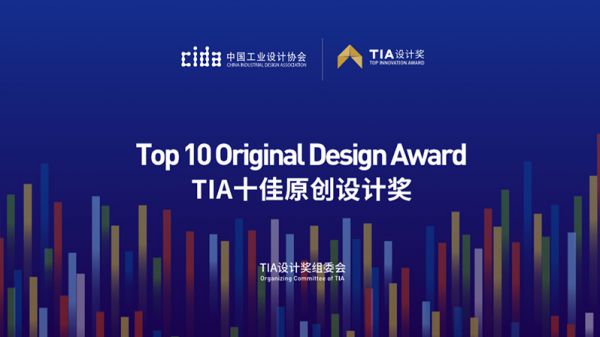 cida 中国工业设计协会
CHINA INDUSTRIAL DESIGN ASSOCIATION
TIA设计奖
TOP INNOVATION AWARD
Top 10 Original Design Award
TIA十佳原创设计奖
TIA设计奖组委会
Organizing Committee of TIA